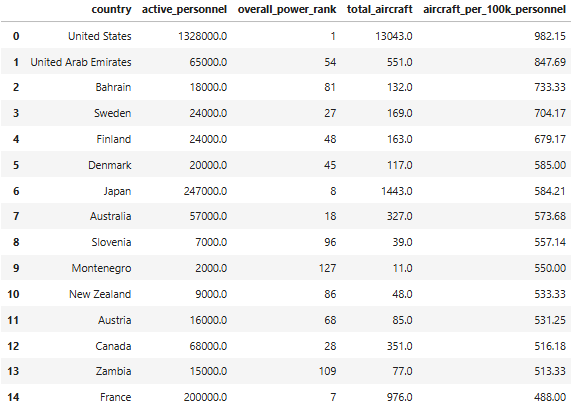 country active_personnel overall_power_rank total_aircraft aircraft_per_100k_personnel
0 United States 1328000.0 1 13043.0 982.15
1 United Arab Emirates 65000.0 54 551.0 847.69
2 Bahrain 18000.0 81 132.0 733.33
3 Sweden 24000.0 27 169.0 704.17
4 Finland 24000.0 48 163.0 679.17
5 Denmark 20000.0 45 117.0 585.00
6 Japan 247000.0 8 1443.0 584.21
7 Australia 57000.0 18 327.0 573.68
8 Slovenia 7000.0 96 39.0 557.14
9 Montenegro 2000.0 127 11.0 550.00
10 New Zealand 9000.0 86 48.0 533.33
11 Austria 16000.0 68 85.0 531.25
12 Canada 68000.0 28 351.0 516.18
13 Zambia 15000.0 109 77.0 513.33
14 France 200000.0 7 976.0 488.00